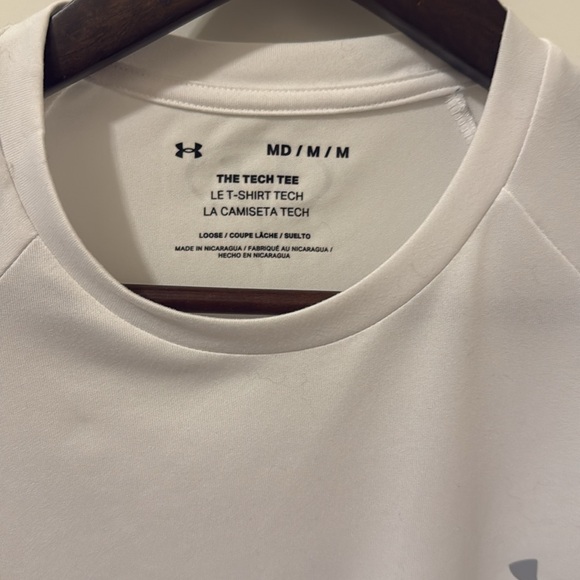 MD / M / M
THE TECH TEE
LE T-SHIRT TECH
LA CAMISETA TECH
LOOSE / COUPE LÂCHE / SUELTO
MADE IN NICARAGUA / FABRIQUÉ AU NICARAGUA /
HECHO EN NICARAGUA